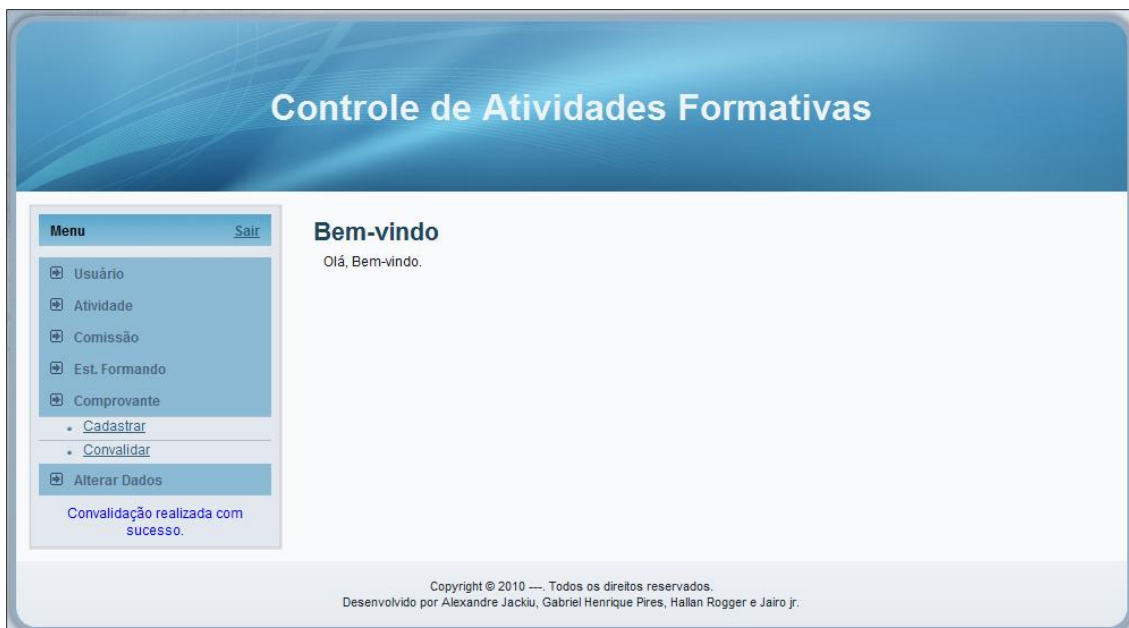 Controle de Atividades Formativas
Menu Sair
Usuário
Atividade
Comissão
Est. Formando
Comprovante
Cadastrar
Convalidar
Alterar Dados
Convalidação realizada com
sucesso.
Bem-vindo
Olá, Bem-vindo.
Copyright © 2010 ---. Todos os direitos reservados.
Desenvolvido por Alexandre Jackiu, Gabriel Henrique Pires, Hallan Rogger e Jairo jr.